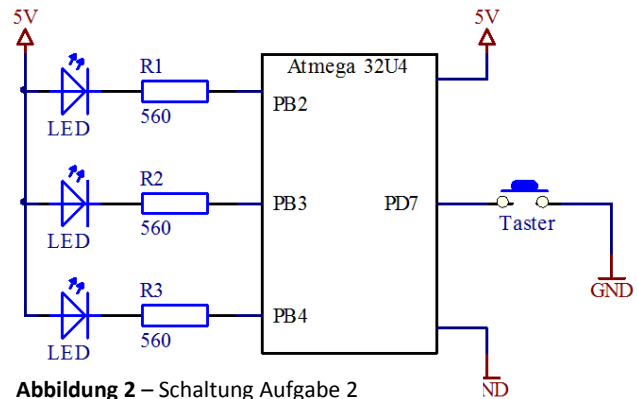 5V
5V
R1
Atmega 32U4
PB2
LED
560
R2
PB3
PD7
LED
560
Taster
R3
GND
PB4
LED
560
ND
Abbildung 2 – Schaltung Aufgabe 2